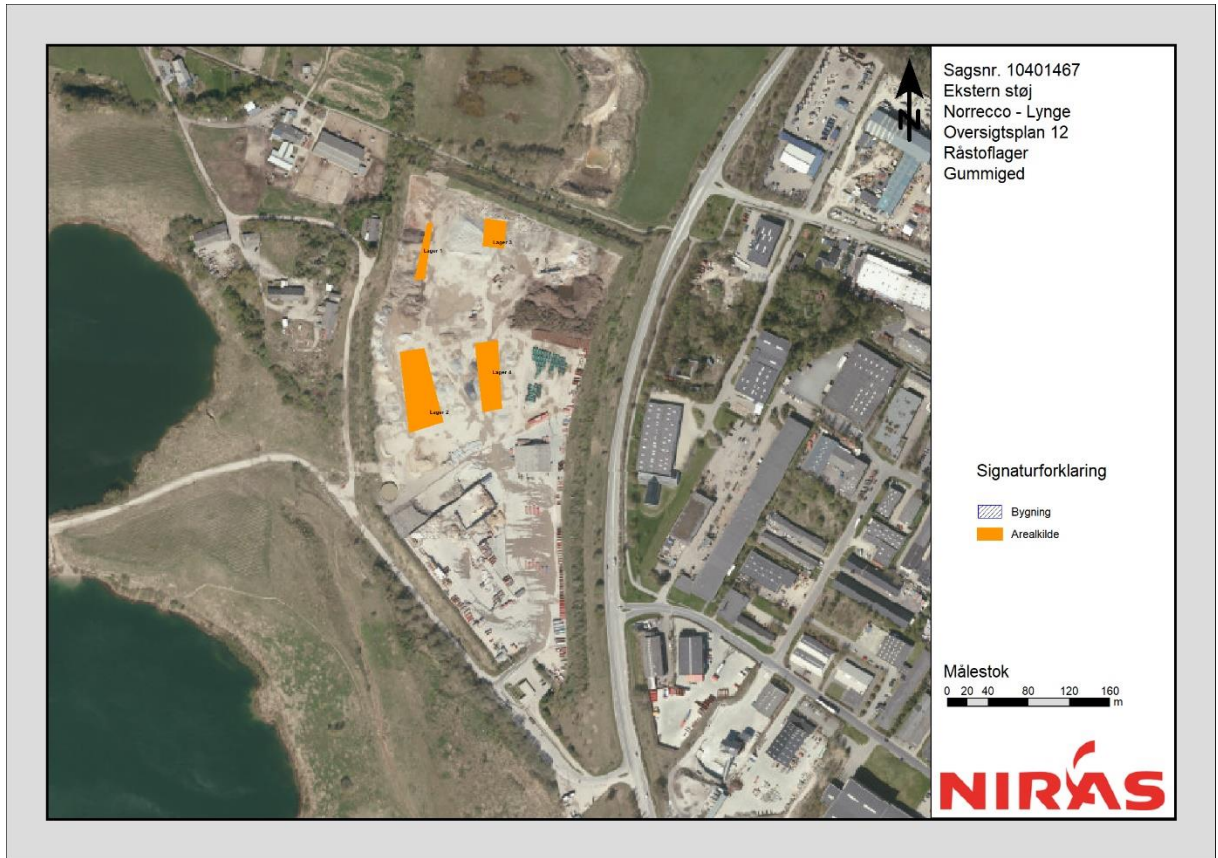 Sagsnr. 10401467
Ekstern støj
Norrecco - Lynge
Oversigtsplan 12
Råstoflager
Gummiged
N
Lager 1
Lager 3
Lager 4
Lager 2
Signaturforklaring
Bygning
Arealkilde
Målestok
0 20 40 80 120 160
m
NIRAS